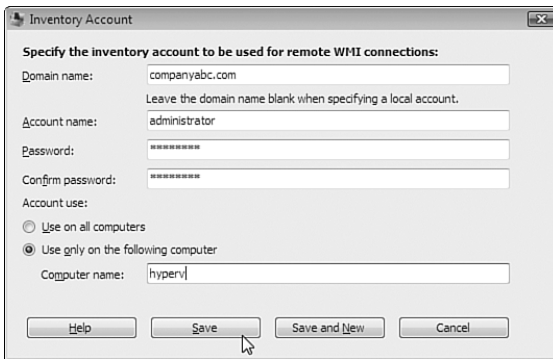 Inventory Account
Specify the inventory account to be used for remote WMI connections:
Domain name: companyabc.com
Leave the domain name blank when specifying a local account.
Account name: administrator
Password: ********
Confirm password: ********
Account use:
Use on all computers
Use only on the following computer
Computer name: hyperv
Help Save Save and New Cancel